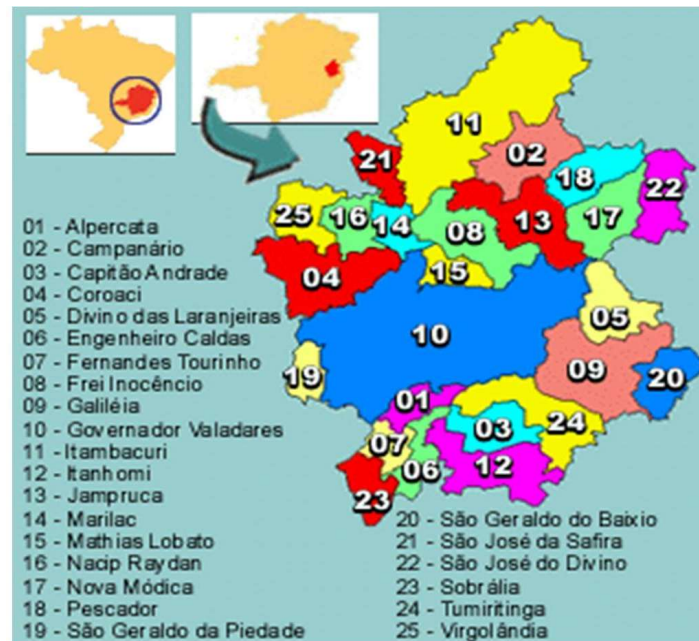 11
02
21
18
22
25
16
14
08
13
17
04
15
05
10
19
09
20
01
03
24
07
06
12
23
01 - Alpercata
02 - Campanário
03 - Capitão Andrade
04 - Coroaci
05 - Divino das Laranjeiras
06 - Engenheiro Caldas
07 - Fernandes Tourinho
08 - Frei Inocêncio
09 - Galiléia
10 - Governador Valadares
11 - Itambacuri
12 - Itanhomi
13 - Jampruca
14 - Marilac
15 - Mathias Lobato
16 - Nacip Raydan
17 - Nova Módica
18 - Pescador
19 - São Geraldo da Piedade
20 - São Geraldo do Baixio
21 - São José da Safira
22 - São José do Divino
23 - Sobrália
24 - Tumiritinga
25 - Virgolândia